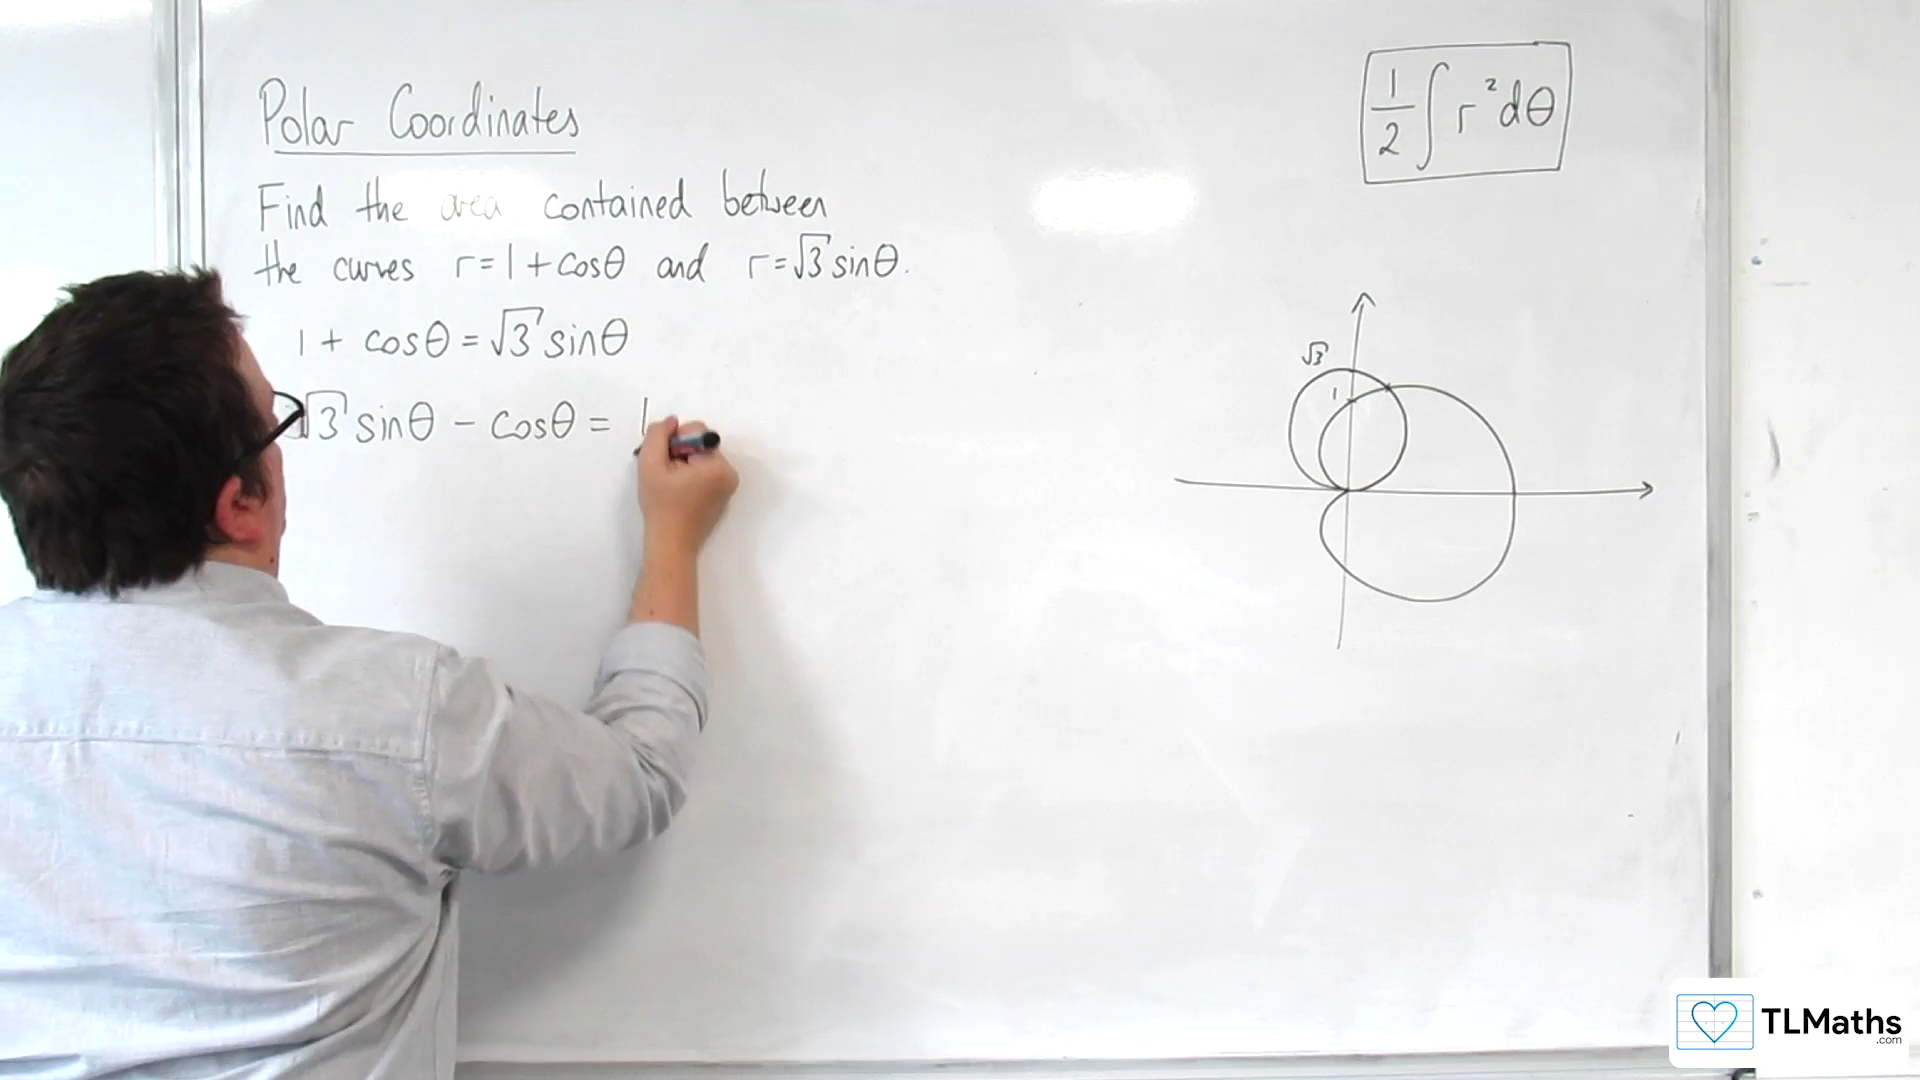 Polar Coordinates
1/2 ∫ r² dθ
Find the area contained between
the curves r = 1 + cosθ and r = √3 sinθ.
1 + cosθ = √3 sinθ
√3 sinθ - cosθ = 1
√3
1
TLMaths
.com